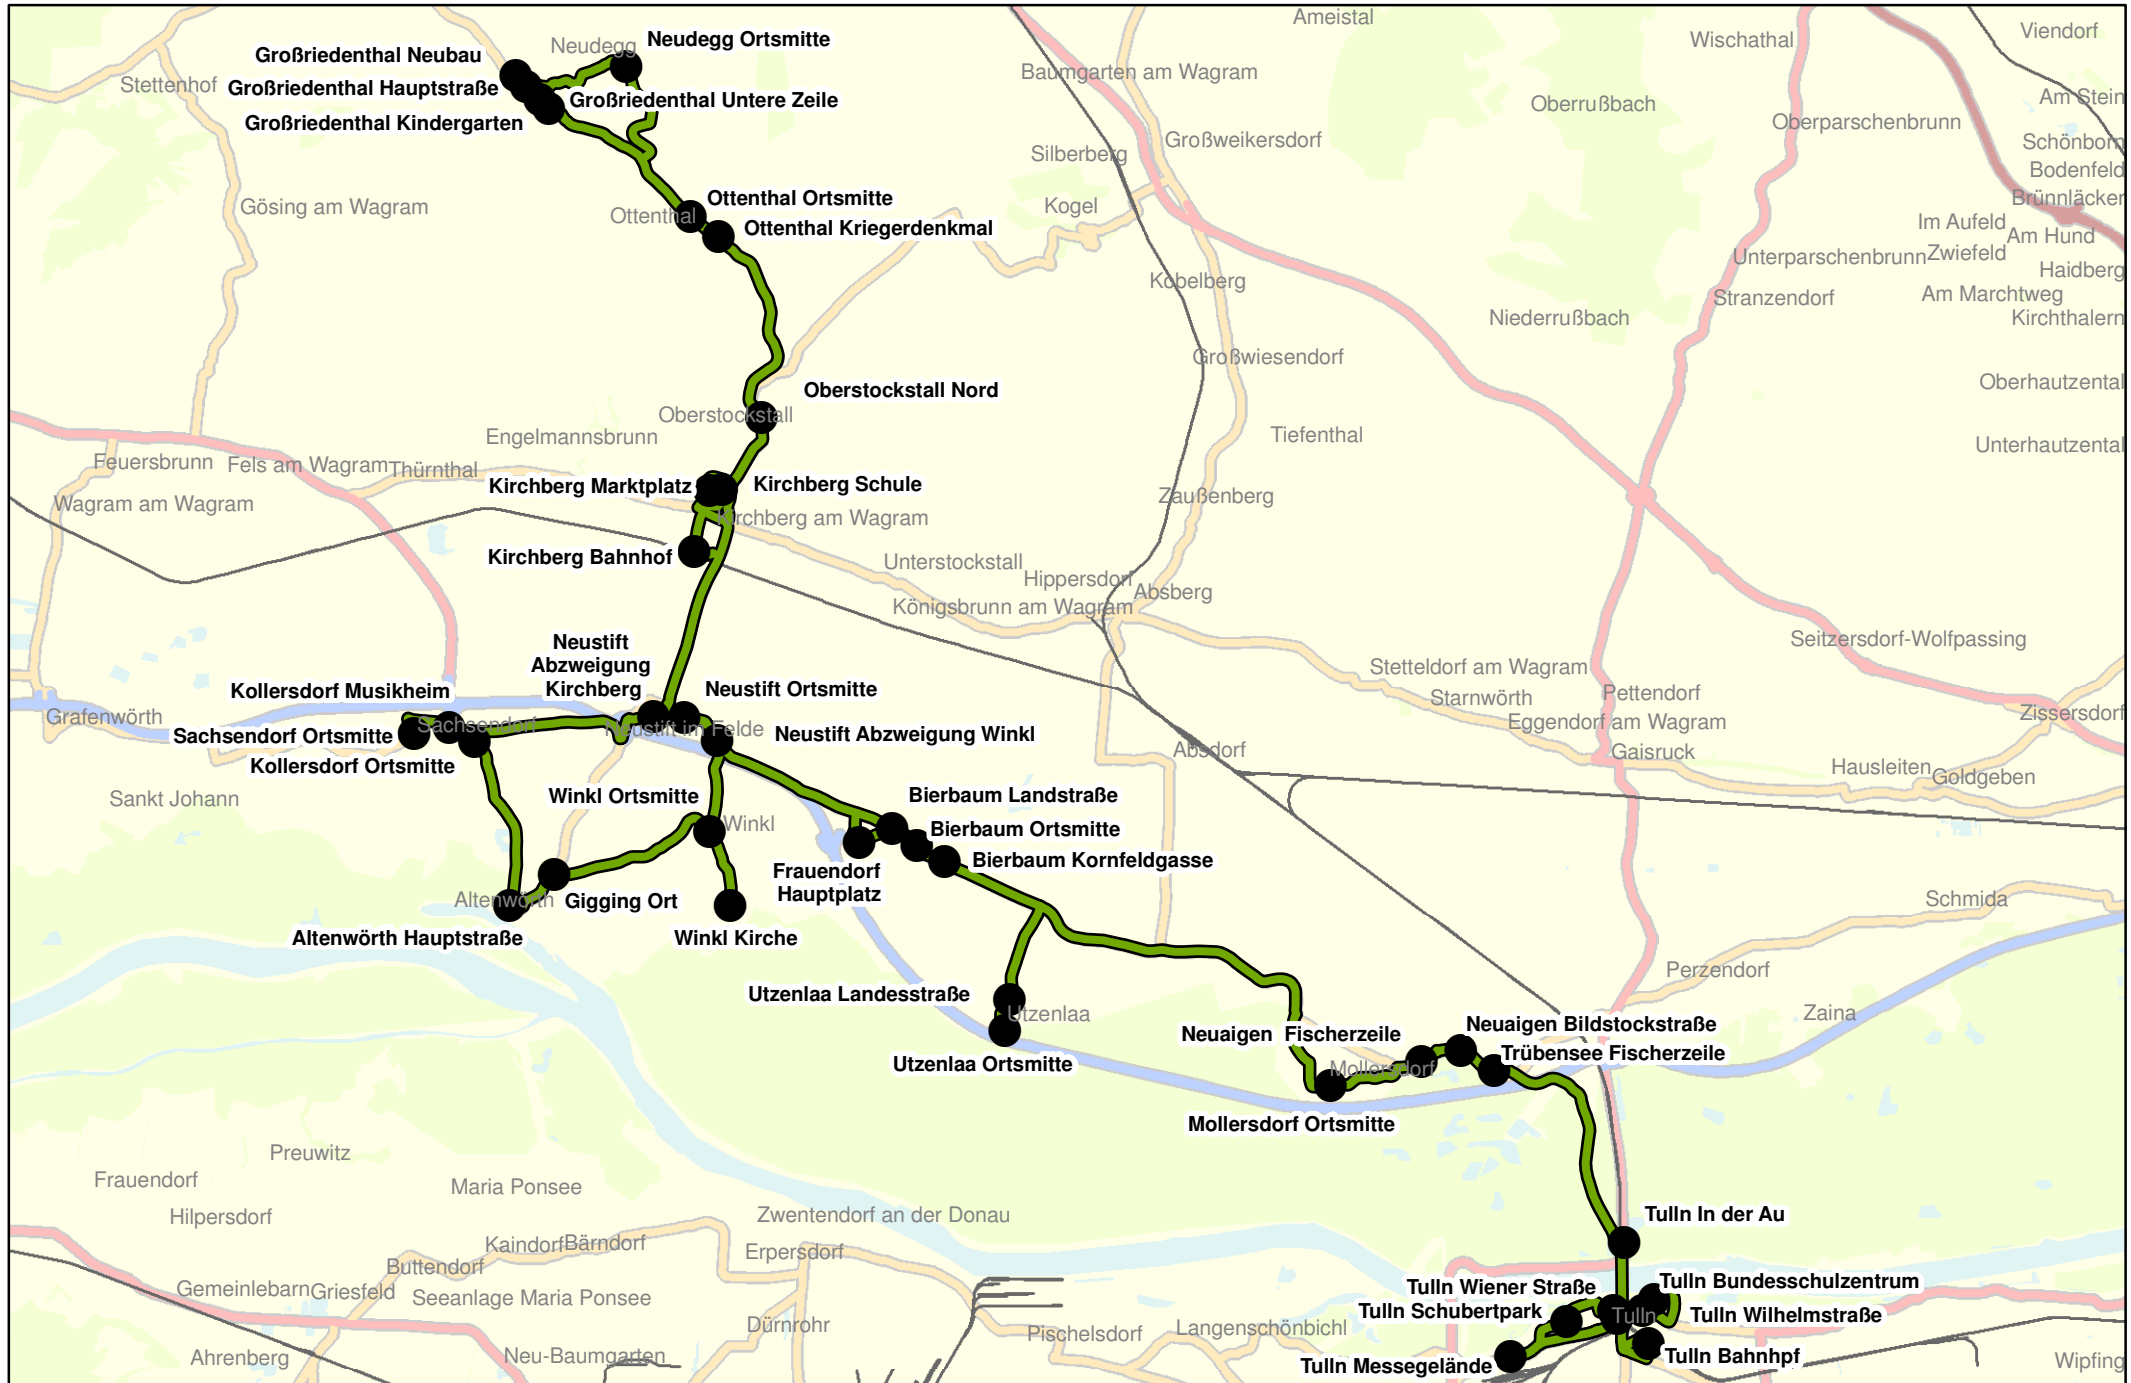 Ameistal
Viendorf
Neudegg Ortsmitte
Wischathal
Neudegg
Großriedenthal Neubau
Baumgarten am Wagram
Stettenhof
Großriedenthal Hauptstraße
Großriedenthal Untere Zeile
Oberrußbach
Am Stein
Großriedenthal Kindergarten
Oberparschenbrunn
Großweikersdorf
Schönborn
Silberberg
Bodenfeld
Ottenthal Ortsmitte
Brünnläcker
Gösing am Wagram
Kogel
Ottenthal
Im Aufeld
Ottenthal Kriegerdenkmal
Am Hund
Unterparschenbrunn
Zwiefeld
Haidberg
Kobelberg
Stranzendorf
Am Marchtweg
Niederrußbach
Kirchthalern
Großwiesendorf
Oberhautzental
Oberstockstall Nord
Oberstockstall
Engelmannsbrunn
Tiefenthal
Unterhautzental
Feuersbrunn
Fels am Wagram
Thürnthal
Kirchberg Marktplatz
Kirchberg Schule
Zaußenberg
Wagram am Wagram
Kirchberg am Wagram
Kirchberg Bahnhof
Unterstockstall
Hippersdorf
Absberg
Königsbrunn am Wagram
Neustift
Abzweigung
Kirchberg
Seitzersdorf-Wolfpassing
Stetteldorf am Wagram
Kollersdorf Musikheim
Neustift Ortsmitte
Starnwörth
Pettendorf
Grafenwörth
Zissersdorf
Sachsendorf
Neustift im Felde
Eggendorf am Wagram
Sachsendorf Ortsmitte
Neustift Abzweigung Winkl
Absdorf
Gaisruck
Kollersdorf Ortsmitte
Hausleiten
Goldgeben
Sankt Johann
Winkl Ortsmitte
Bierbaum Landstraße
Winkl
Bierbaum Ortsmitte
Bierbaum Kornfeldgasse
Frauendorf
Hauptplatz
Altenwörth
Gigging Ort
Schmida
Altenwörth Hauptstraße
Winkl Kirche
Perzendorf
Utzenlaa Landesstraße
Utzenlaa
Zaina
Neuaigen Fischerzeile
Neuaigen Bildstockstraße
Trübensee Fischerzeile
Utzenlaa Ortsmitte
Mollersdorf
Mollersdorf Ortsmitte
Preuwitz
Frauendorf
Maria Ponsee
Hilpersdorf
Zwentendorf an der Donau
Tulln In der Au
Kaindorf
Bärndorf
Erpersdorf
Buttendorf
Tulln Wiener Straße
Tulln Bundesschulzentrum
Gemeinlebarn
Griesfeld
Seeanlage Maria Ponsee
Tulln Schubertpark
Tulln
Tulln Wilhelmstraße
Dürnrohr
Pischelsdorf
Langenschönbichl
Ahrenberg
Neu-Baumgarten
Tulln Messegelände
Tulln Bahnhpf
Wipfing